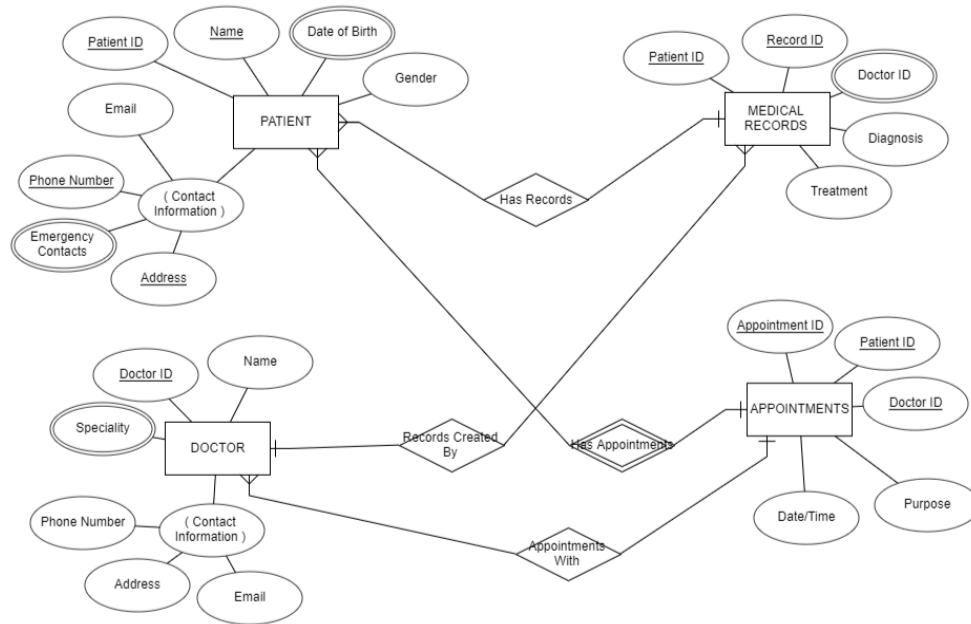 Patient ID
Name
Date of Birth
Gender
Email
PATIENT
Phone Number
( Contact
Information )
Emergency
Contacts
Address
Has Records
Patient ID
Record ID
Doctor ID
MEDICAL
RECORDS
Diagnosis
Treatment
Doctor ID
Name
Speciality
DOCTOR
Records Created
By
Has Appointments
Appointment ID
Patient ID
Doctor ID
APPOINTMENTS
Date/Time
Purpose
Phone Number
( Contact
Information )
Address
Email
Appointments
With